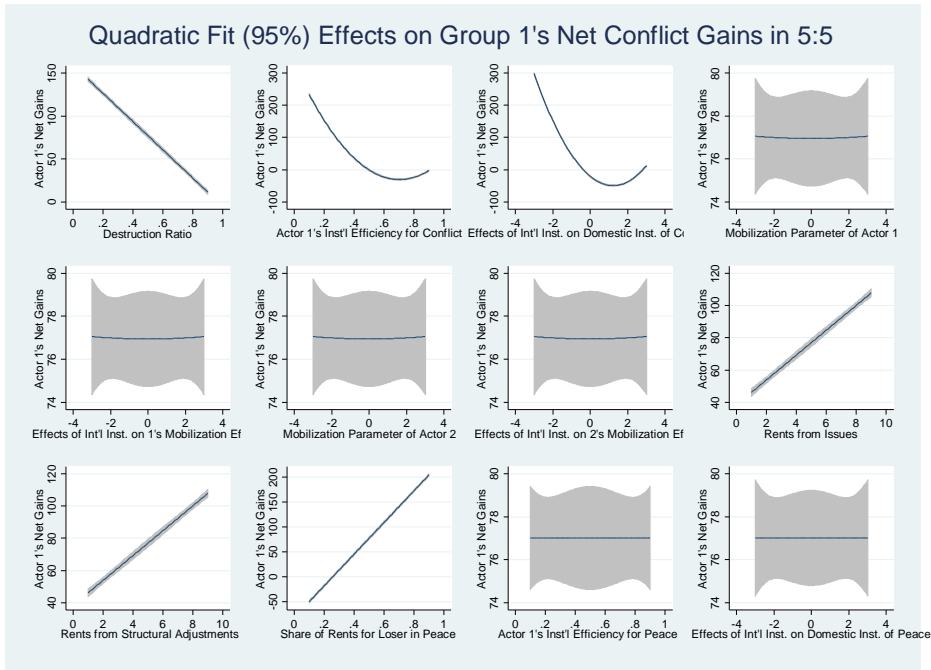 Quadratic Fit (95%) Effects on Group 1's Net Conflict Gains in 5:5
Actor 1's Net Gains
0 50 100 150
0 .2 .4 .6 .8 1
Destruction Ratio
Actor 1's Net Gains
-100 0 100 200 300
0 .2 .4 .6 .8 1
Actor 1's Inst'l Efficiency for Conflict
Actor 1's Net Gains
-100 0 100 200 300
-4 -2 0 2 4
Effects of Int'l Inst. on Domestic Inst. of Co
Actor 1's Net Gains
74 76 78 80
-4 -2 0 2 4
Mobilization Parameter of Actor 1
Actor 1's Net Gains
74 76 78 80
-4 -2 0 2 4
Effects of Int'l Inst. on 1's Mobilization Ef
Actor 1's Net Gains
74 76 78 80
-4 -2 0 2 4
Mobilization Parameter of Actor 2
Actor 1's Net Gains
74 76 78 80
-4 -2 0 2 4
Effects of Int'l Inst. on 2's Mobilization Ef
Actor 1's Net Gains
40 60 80 100 120
0 2 4 6 8 10
Rents from Issues
Actor 1's Net Gains
40 60 80 100 120
0 2 4 6 8 10
Rents from Structural Adjustments
Actor 1's Net Gains
-50 0 50 100 150 200
0 .2 .4 .6 .8 1
Share of Rents for Loser in Peace
Actor 1's Net Gains
74 76 78 80
0 .2 .4 .6 .8 1
Actor 1's Inst'l Efficiency for Peace
Actor 1's Net Gains
74 76 78 80
-4 -2 0 2 4
Effects of Int'l Inst. on Domestic Inst. of Peace